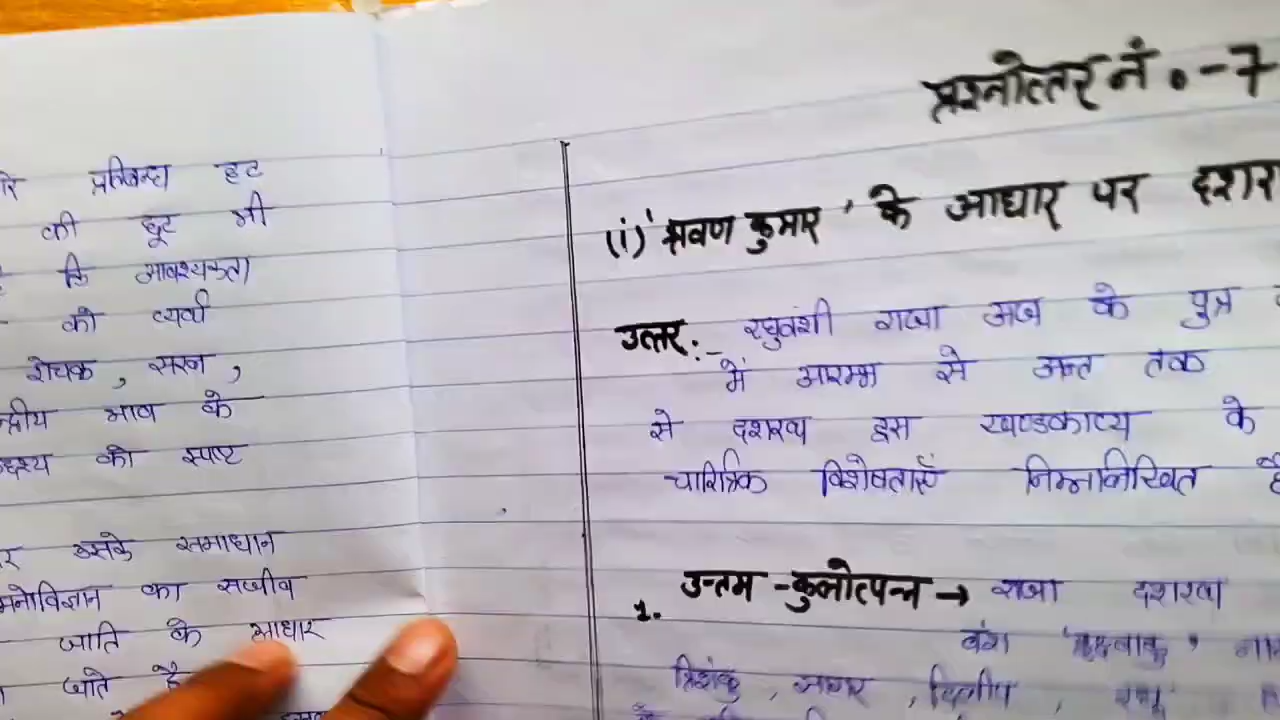 प्रतिबन्ध हट
की छूट भी
कि आवश्यकता
को व्यर्थ
रोचक , सरल ,
भाव के
को स्पष्ट
उसके समाधान
मनोविज्ञान का सजीव
जाति के आधार
जाते है
प्रश्नोत्तर नं० - 7
(i) 'श्रवण कुमार' के आधार पर
उत्तर :- रघुवंशी राजा अज के पुत्र
में आरम्भ से अन्त तक
से दशरथ इस खण्डकाव्य के
चारित्रिक विशेषताएँ निम्नलिखित
1. उत्तम - कुलोत्पन्न → राजा दशरथ
वंश 'इक्ष्वाकु'
त्रिशंकु , सगर , दिलीप , रघु